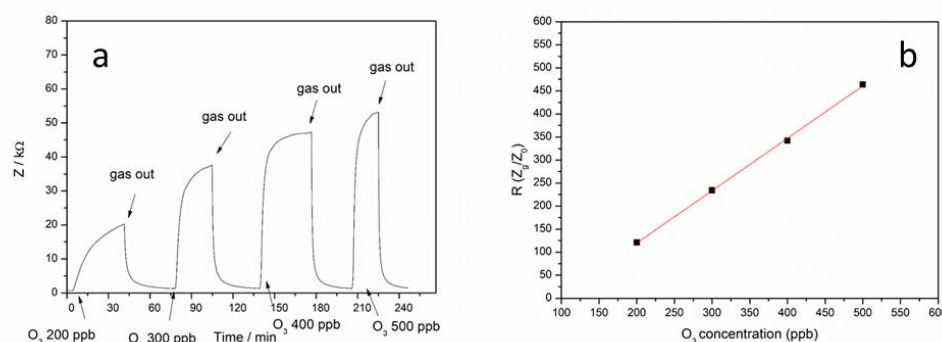 a
80
70
60
50
40
30
20
10
0
Z / kΩ
gas out
gas out
gas out
gas out
0 30 60 90 120 150 180 210 240
Time / min
O3 200 ppb
O3 300 ppb
O3 400 ppb
O3 500 ppb
b
600
550
500
450
400
350
300
250
200
150
100
50
0
R (Zg/Z0)
100 150 200 250 300 350 400 450 500 550 600
O3 concentration (ppb)